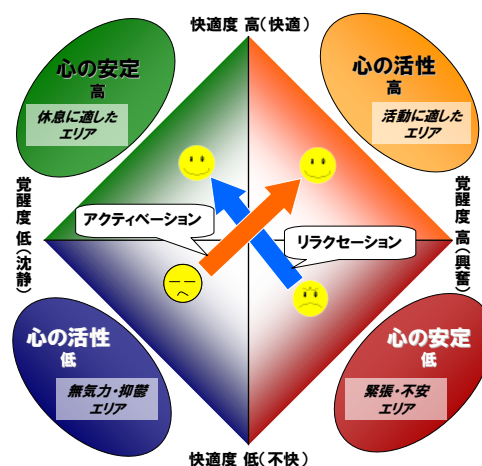 快適度 高(快適)
心の安定
高
休息に適した
エリア
心の活性
高
活動に適した
エリア
覚醒度 低(沈静)
覚醒度 高(興奮)
アクティベーション
リラクセーション
心の活性
低
無気力・抑鬱
エリア
心の安定
低
緊張・不安
エリア
快適度 低(不快)